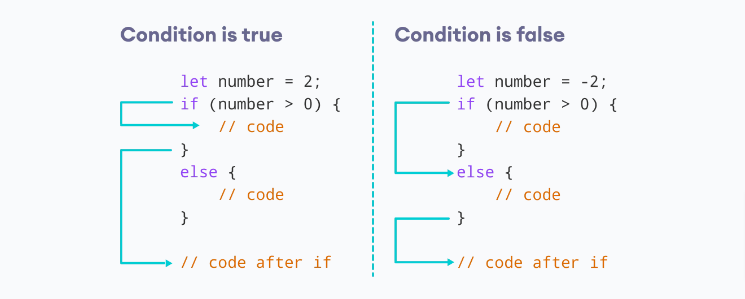 Condition is true
let number = 2;
if (number > 0) {
// code
}
else {
// code
}
// code after if
Condition is false
let number = -2;
if (number > 0) {
// code
}
else {
// code
}
// code after if